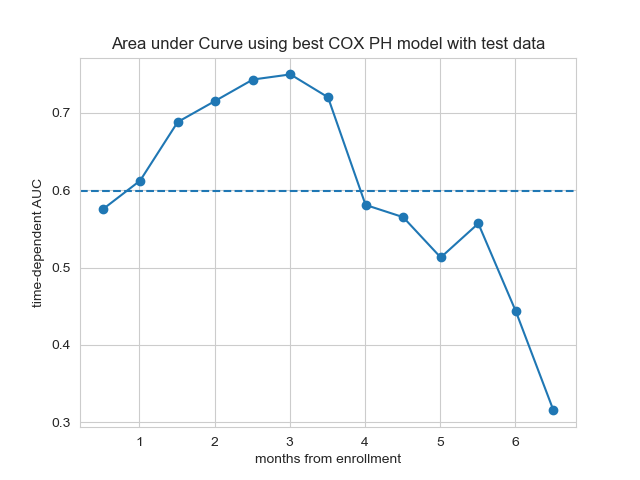 Area under Curve using best COX PH model with test data
time-dependent AUC
0.7
0.6
0.5
0.4
0.3
1 2 3 4 5 6
months from enrollment